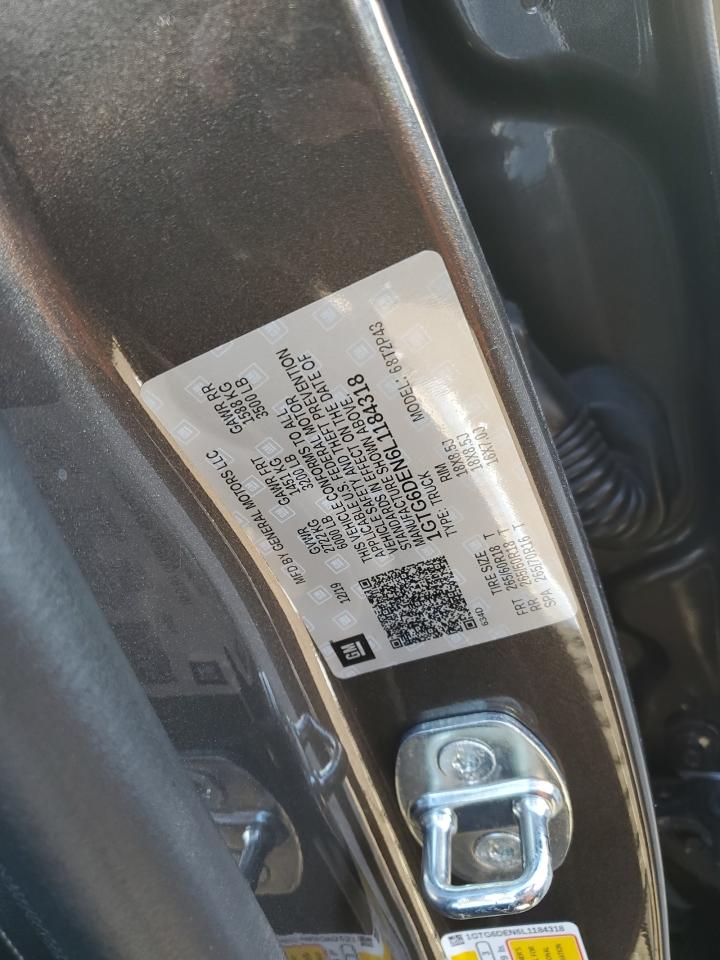 GM
12/19 MFD BY GENERAL MOTORS LLC
GVWR GAWR FRT GAWR RR
2722 KG 1451 KG 1588 KG
6000 LB 3200 LB 3500 LB
THIS VEHICLE CONFORMS TO ALL
APPLICABLE U.S. FEDERAL MOTOR
VEHICLE SAFETY AND THEFT PREVENTION
STANDARDS IN EFFECT ON THE DATE OF
MANUFACTURE SHOWN ABOVE
1GTG6DEN6L1184318
TYPE: TRUCK MODEL: 68T2P43
634D
TIRE SIZE RIM
FRT 265/60R18 T 18X8.5J
RR 265/60R18 T 18X8.5J
SPA 265/70R16 T 16X7.0J
1GTG6DEN6L1184318